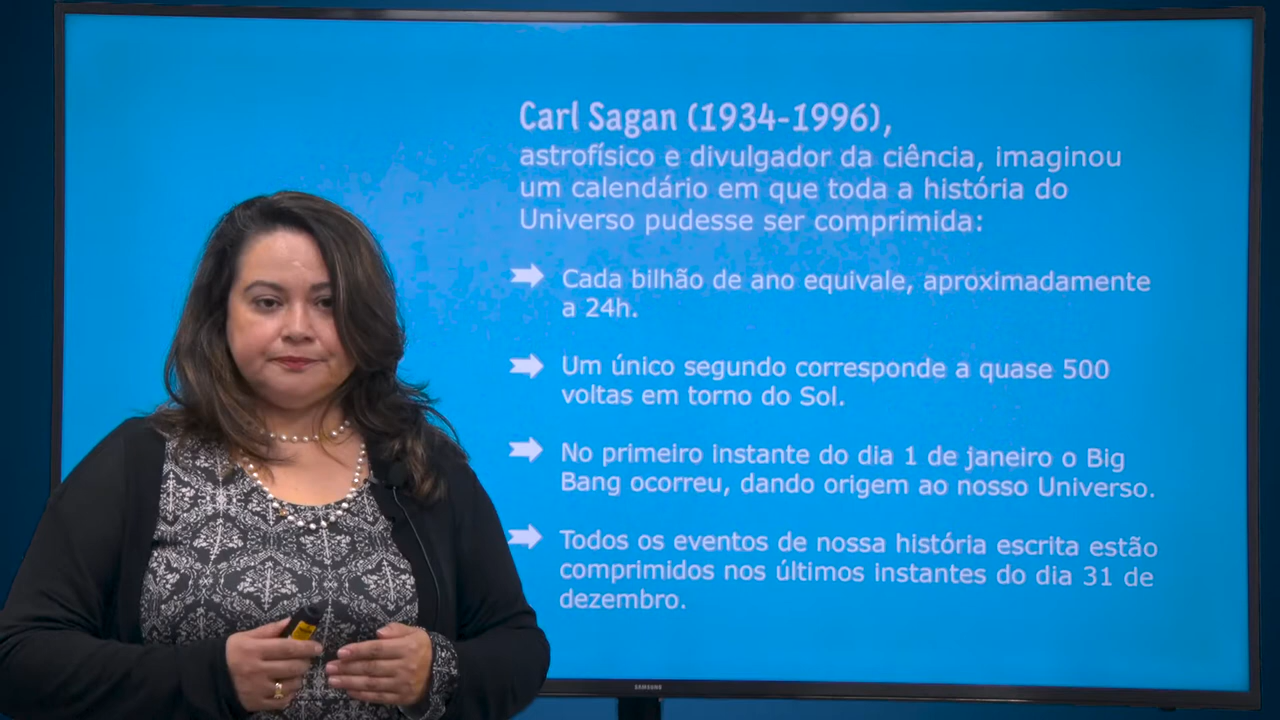 Carl Sagan (1934-1996),
astrofísico e divulgador da ciência, imaginou
um calendário em que toda a história do
Universo pudesse ser comprimida:
Cada bilhão de ano equivale, aproximadamente
a 24h.
Um único segundo corresponde a quase 500
voltas em torno do Sol.
No primeiro instante do dia 1 de janeiro o Big
Bang ocorreu, dando origem ao nosso Universo.
Todos os eventos de nossa história escrita estão
comprimidos nos últimos instantes do dia 31 de
dezembro.
SAMSUNG